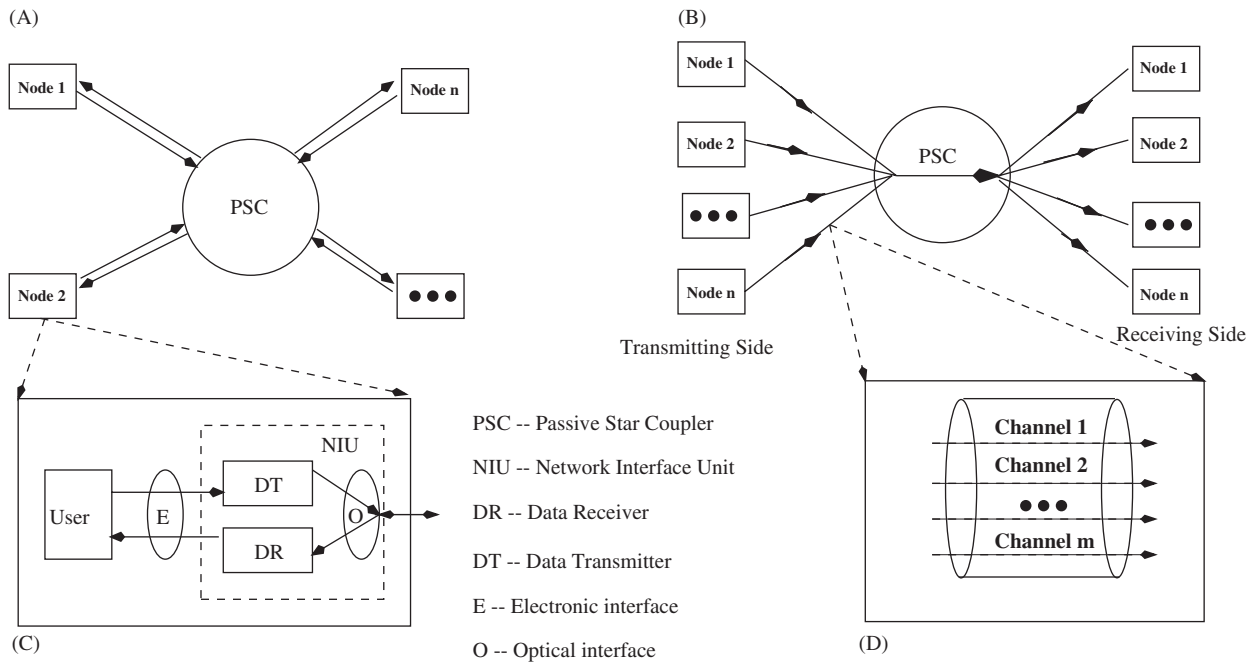 (A)
Node 1
Node n
PSC
Node 2
(B)
Node 1
Node 2
Node n
PSC
Node 1
Node 2
Node n
Transmitting Side
Receiving Side
(C)
User
E
NIU
DT
DR
O
PSC -- Passive Star Coupler
NIU -- Network Interface Unit
DR -- Data Receiver
DT -- Data Transmitter
E -- Electronic interface
O -- Optical interface
Channel 1
Channel 2
Channel m
(D)